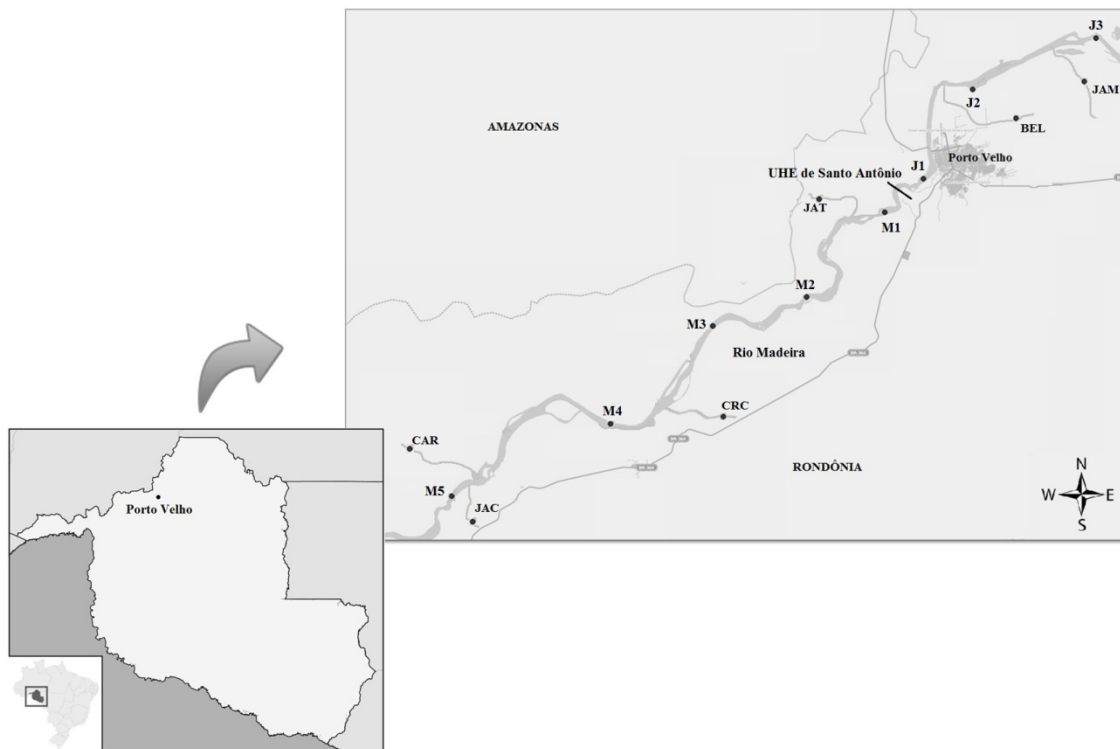 J3
JAM
J2
AMAZONAS
BEL
Porto Velho
J1
UHE de Santo Antônio
JAT
M1
M2
M3
Rio Madeira
M4
CRC
CAR
RONDÔNIA
M5
JAC
N
W
E
S
Porto Velho